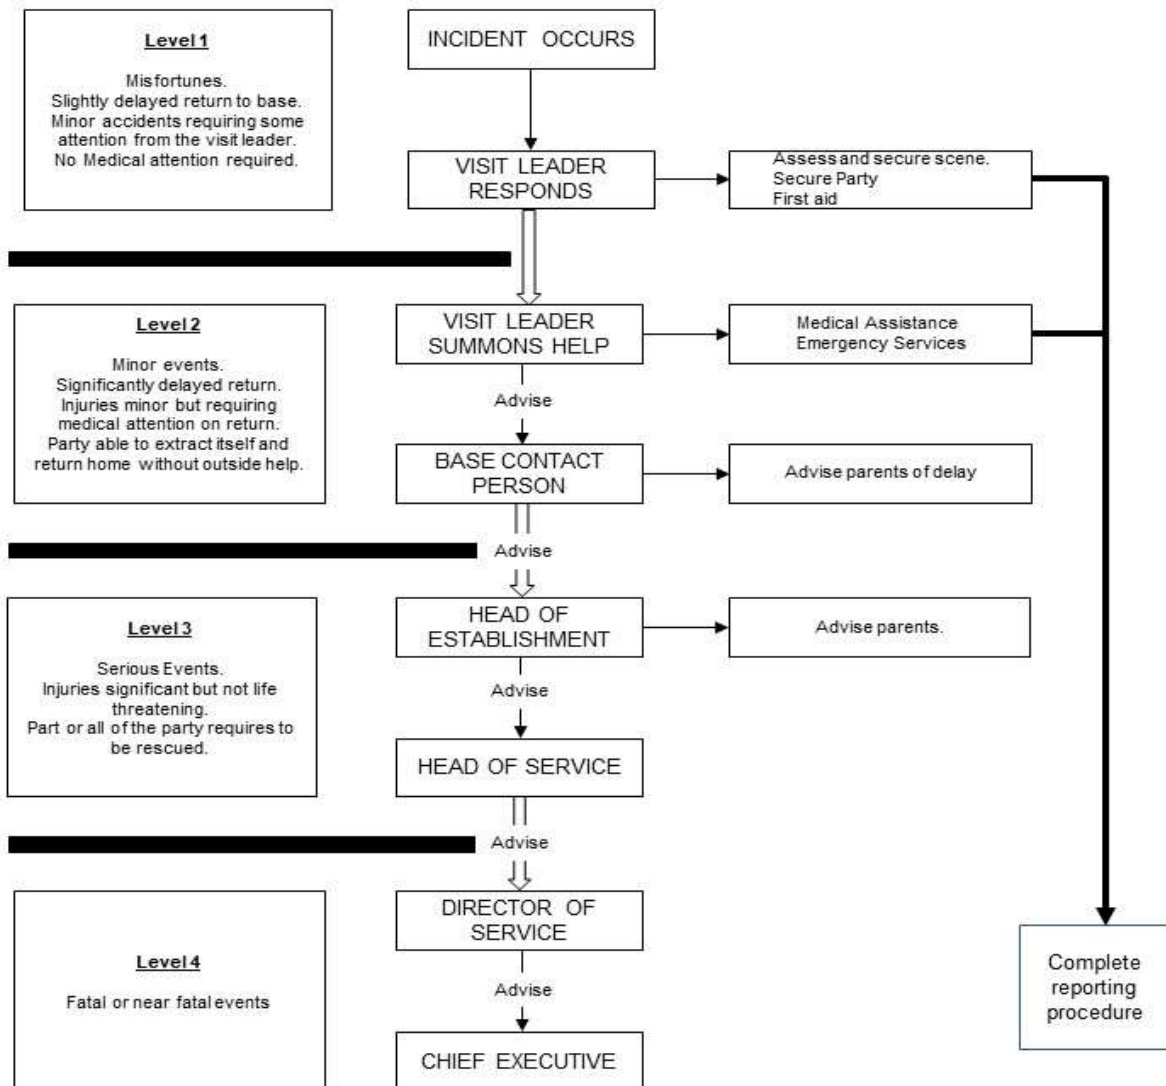 Level 1
Misfortunes.
Slightly delayed return to base.
Minor accidents requiring some
attention from the visit leader.
No Medical attention required.
INCIDENT OCCURS
VISIT LEADER
RESPONDS
Assess and secure scene.
Secure Party
First aid
Level 2
Minor events.
Significantly delayed return.
Injuries minor but requiring
medical attention on return.
Party able to extract itself and
return home without outside help.
VISIT LEADER
SUMMONS HELP
Medical Assistance
Emergency Services
Advise
BASE CONTACT
PERSON
Advise parents of delay
Advise
Level 3
Serious Events.
Injuries significant but not life
threatening.
Part or all of the party requires to
be rescued.
HEAD OF
ESTABLISHMENT
Advise parents.
Advise
HEAD OF SERVICE
Advise
Level 4
Fatal or near fatal events
DIRECTOR OF
SERVICE
Advise
CHIEF EXECUTIVE
Complete
reporting
procedure